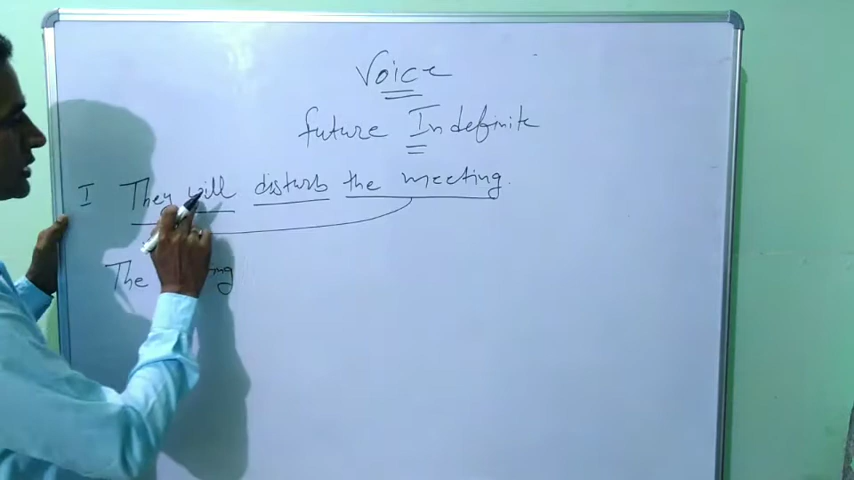 Voice
future Indefinite
I They will disturb the meeting.
The